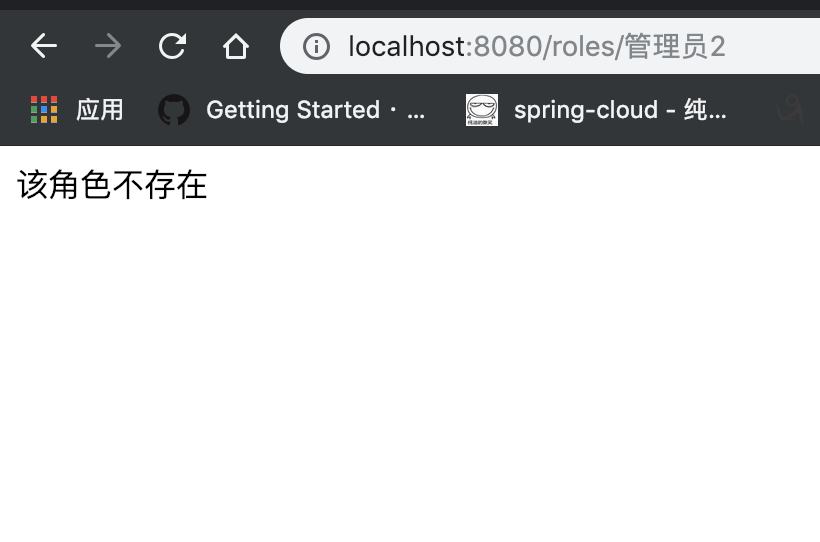 localhost:8080/roles/管理员2
应用 Getting Started · ... spring-cloud - 纯...
该角色不存在